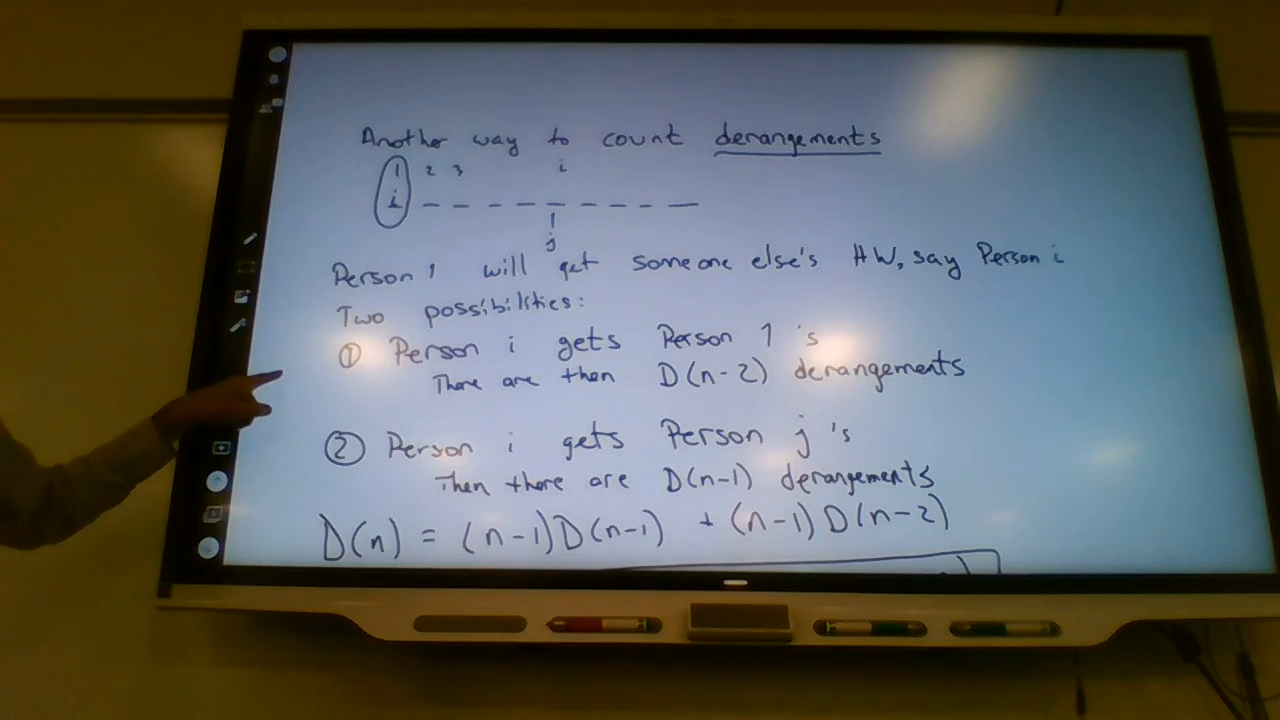 Another way to count derangements
1 2 3 i
i _ _ _ _ _ _ _ _ _
1
j
Person 1 will get someone else's HW, say Person i
Two possibilities:
① Person i gets Person 1's
There are then D(n-2) derangements
② Person i gets Person j's
Then there are D(n-1) derangements
D(n) = (n-1)D(n-1) + (n-1)D(n-2)